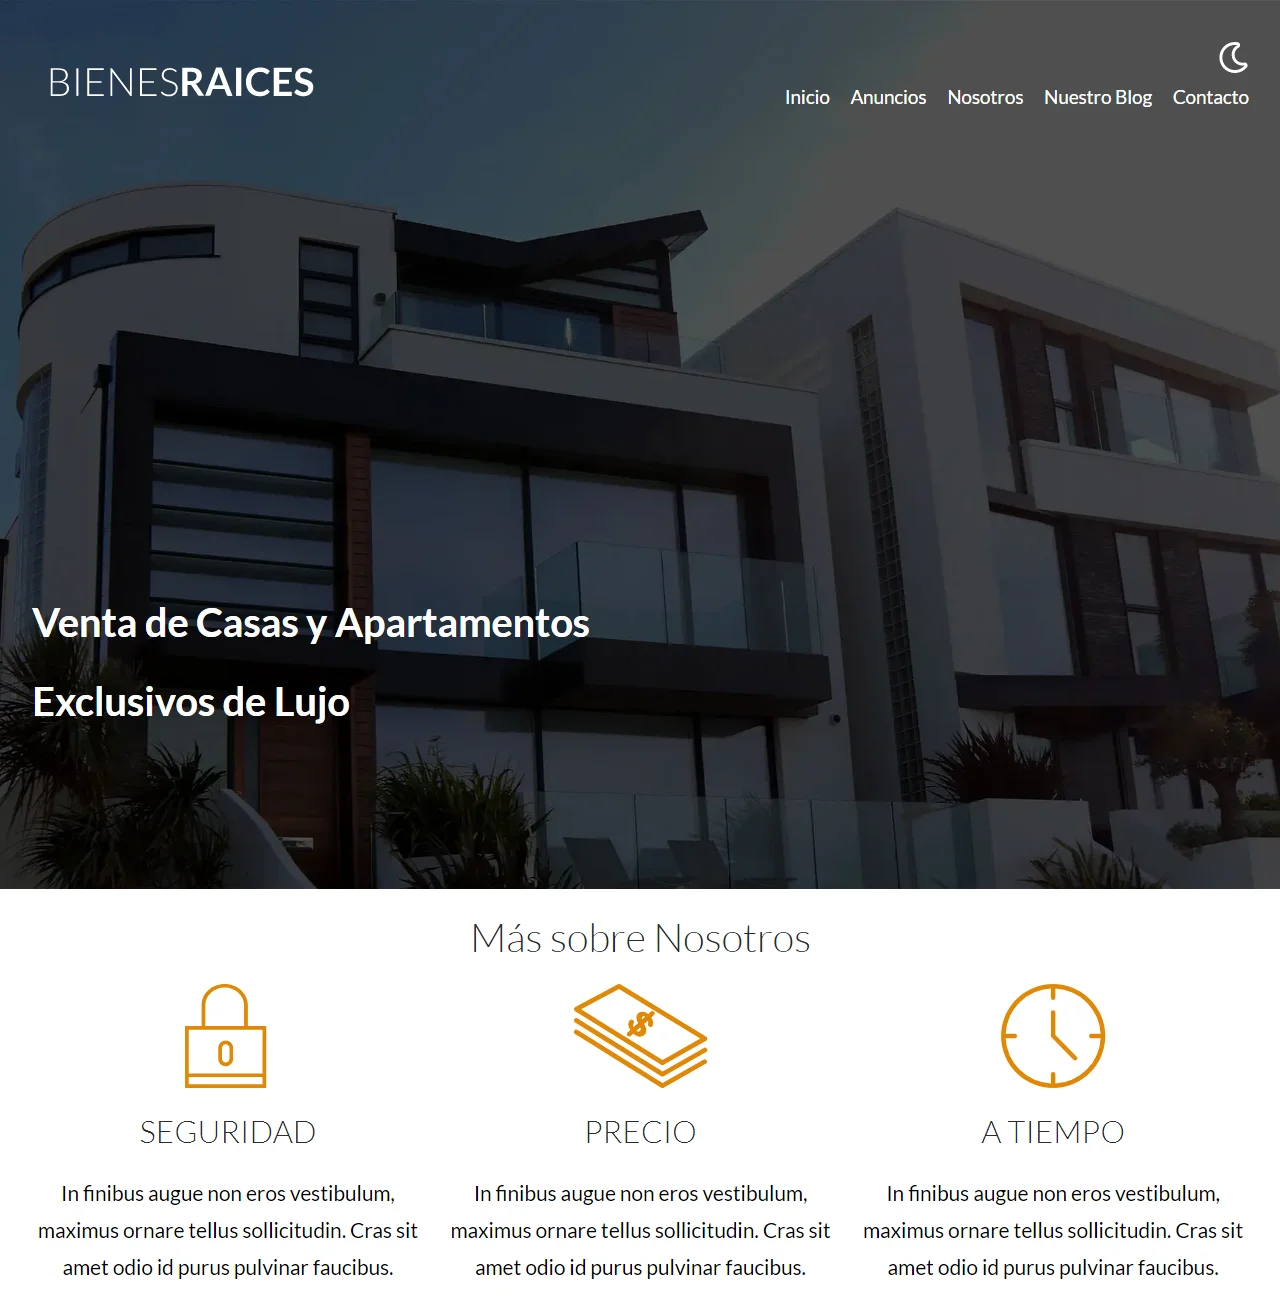 BIENESRAICES
Inicio Anuncios Nosotros Nuestro Blog Contacto
Venta de Casas y Apartamentos
Exclusivos de Lujo
Más sobre Nosotros
0
$
SEGURIDAD
PRECIO
A TIEMPO
In finibus augue non eros vestibulum,
maximus ornare tellus sollicitudin. Cras sit
amet odio id purus pulvinar faucibus.
In finibus augue non eros vestibulum,
maximus ornare tellus sollicitudin. Cras sit
amet odio id purus pulvinar faucibus.
In finibus augue non eros vestibulum,
maximus ornare tellus sollicitudin. Cras sit
amet odio id purus pulvinar faucibus.